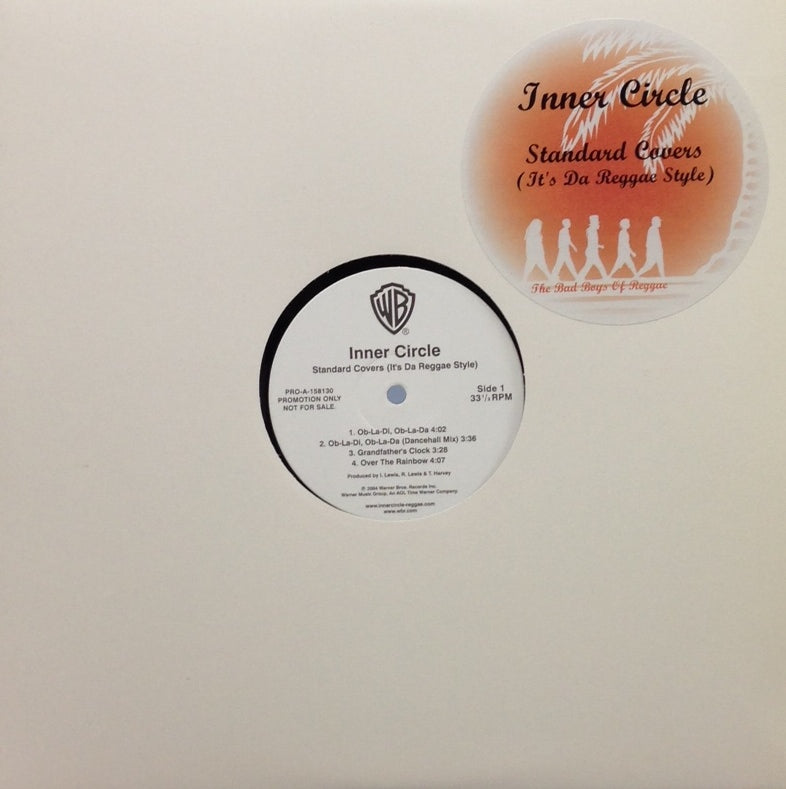 Inner Circle
Standard Covers
(It's Da Reggae Style)
The Bad Boys Of Reggae
WB
®
Inner Circle
Standard Covers (It's Da Reggae Style)
PRO-A-158130
PROMOTION ONLY
NOT FOR SALE.
Side 1
33 1/3 RPM
1. Ob-La-Di, Ob-La-Da 4:02
2. Ob-La-Di, Ob-La-Da (Dancehall Mix) 3:36
3. Grandfather's Clock 3:28
4. Over The Rainbow 4:07
Produced by I. Lewis, R. Lewis & T. Harvey
℗ 2004 Warner Bros. Records Inc.
Warner Music Group, An AOL Time Warner Company.
www.innercircle-reggae.com
www.wbr.com